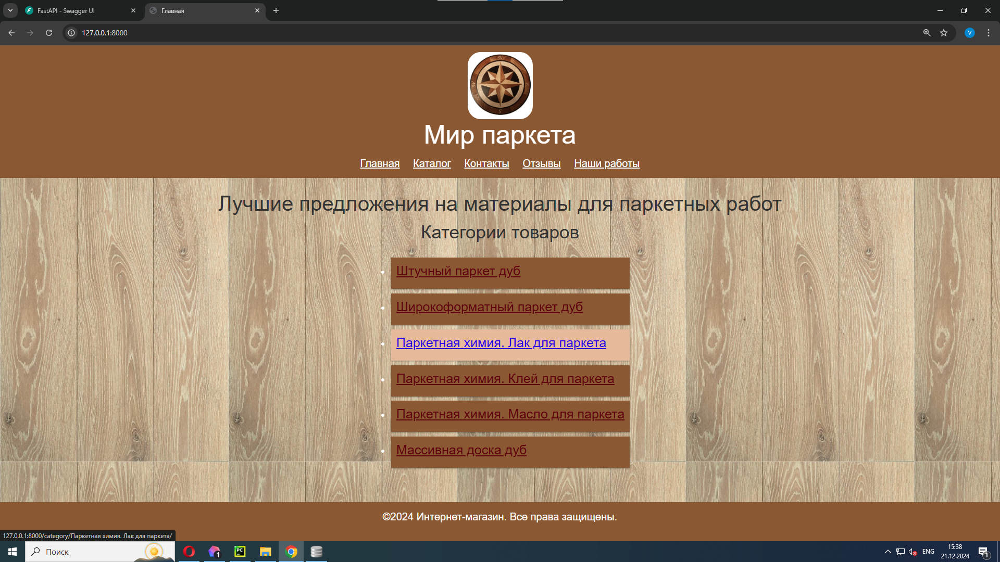 FastAPI - Swagger UI
Главная
127.0.0.1:8000
V
N
S
Мир паркета
Главная Каталог Контакты Отзывы Наши работы
Лучшие предложения на материалы для паркетных работ
Категории товаров
Штучный паркет дуб
Широкоформатный паркет дуб
Паркетная химия. Лак для паркета
Паркетная химия. Клей для паркета
Паркетная химия. Масло для паркета
Массивная доска дуб
©2024 Интернет-магазин. Все права защищены.
127.0.0.1:8000/category/Паркетная химия. Лак для паркета/
Поиск
1
PC
ENG
15:38
21.12.2024
1